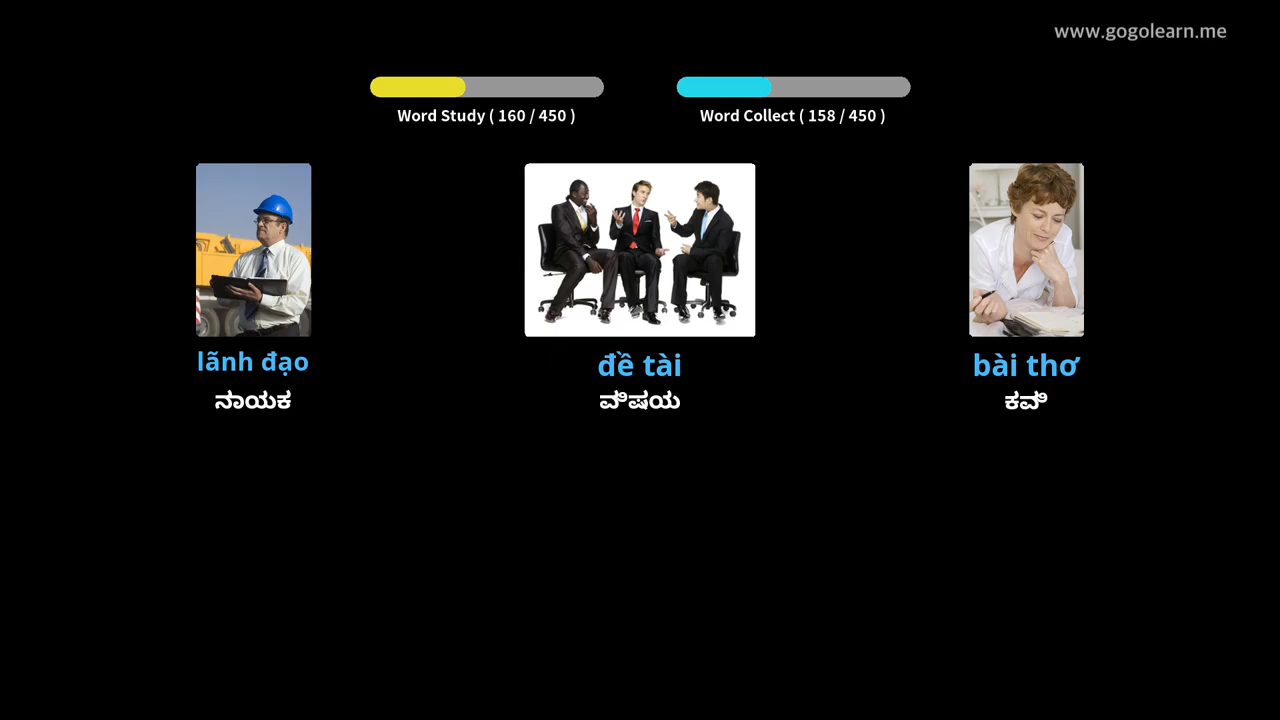 www.gogolearn.me
Word Study ( 160 / 450 )
Word Collect ( 158 / 450 )
lãnh đạo
đề tài
bài thơ
ನಾಯಕ
ವಿಷಯ
ಕವಿ